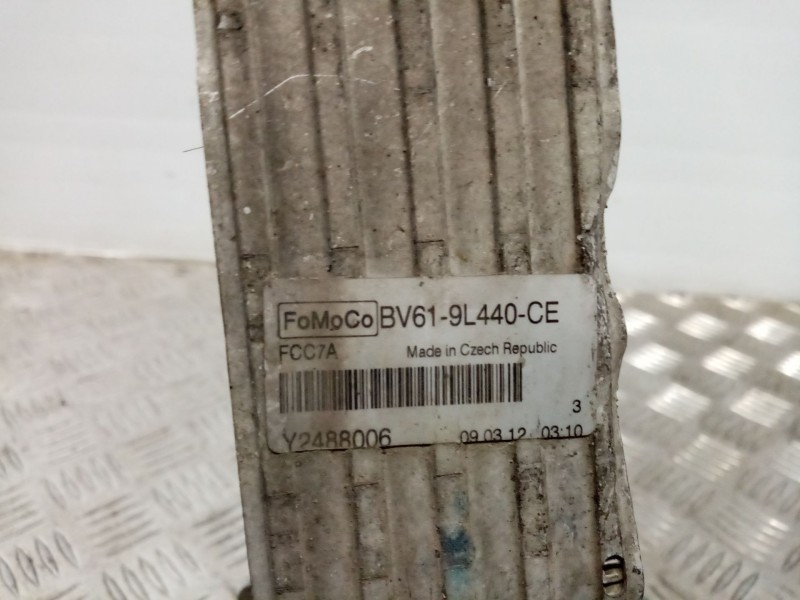 FoMoCo BV61-9L440-CE
FCC7A Made in Czech Republic
3
Y2488006 09.03.12 03:10